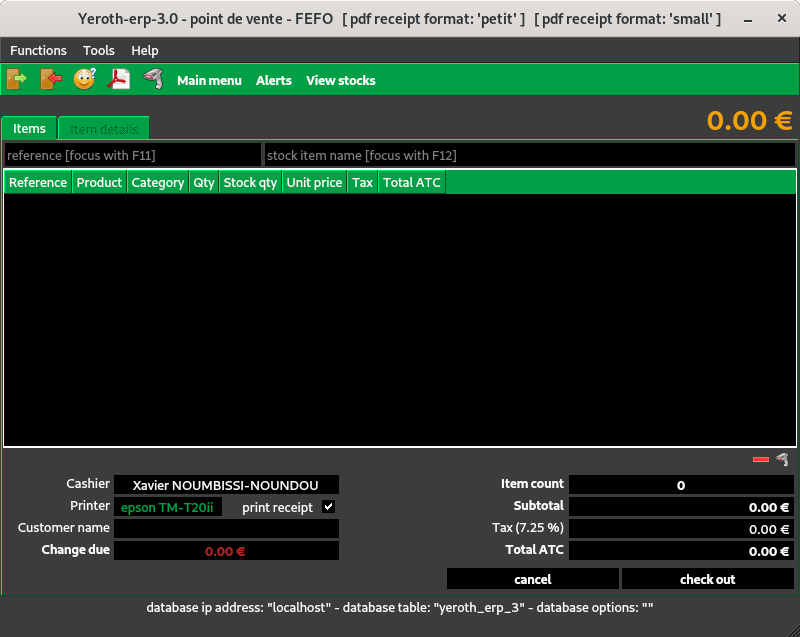 Yeroth-erp-3.0 - point de vente - FEFO [ pdf receipt format: 'petit' ] [ pdf receipt format: 'small' ]
Functions Tools Help
Main menu Alerts View stocks
0.00 €
Items Item details
reference [focus with F11] stock item name [focus with F12]
Reference Product Category Qty Stock qty Unit price Tax Total ATC
Cashier Xavier NOUMBISSI-NOUNDOU Item count 0
Printer epson TM-T20ii print receipt Subtotal 0.00 €
Customer name Tax (7.25 %) 0.00 €
Change due 0.00 € Total ATC 0.00 €
cancel check out
database ip address: "localhost" - database table: "yeroth_erp_3" - database options: ""